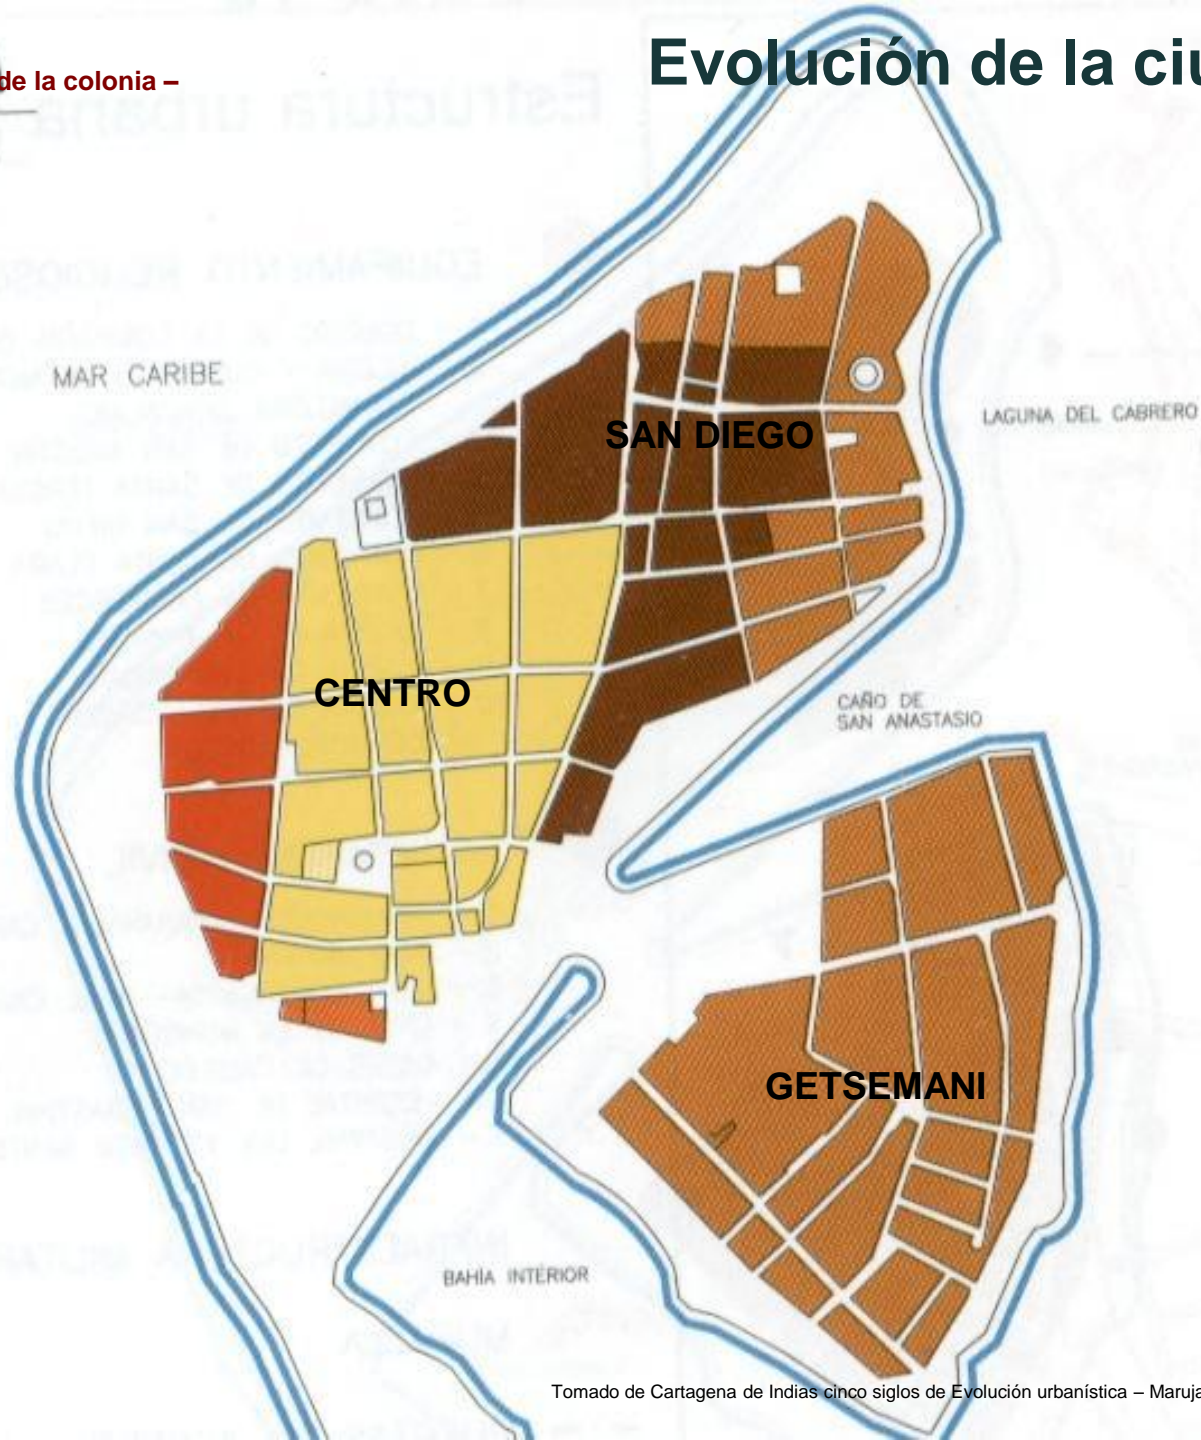 de la colonia –
Evolución de la ciu
MAR CARIBE
LAGUNA DEL CABRERO
SAN DIEGO
CENTRO
CAÑO DE
SAN ANASTASIO
GETSEMANI
BAHÍA INTERIOR
Tomado de Cartagena de Indias cinco siglos de Evolución urbanística – Maruja